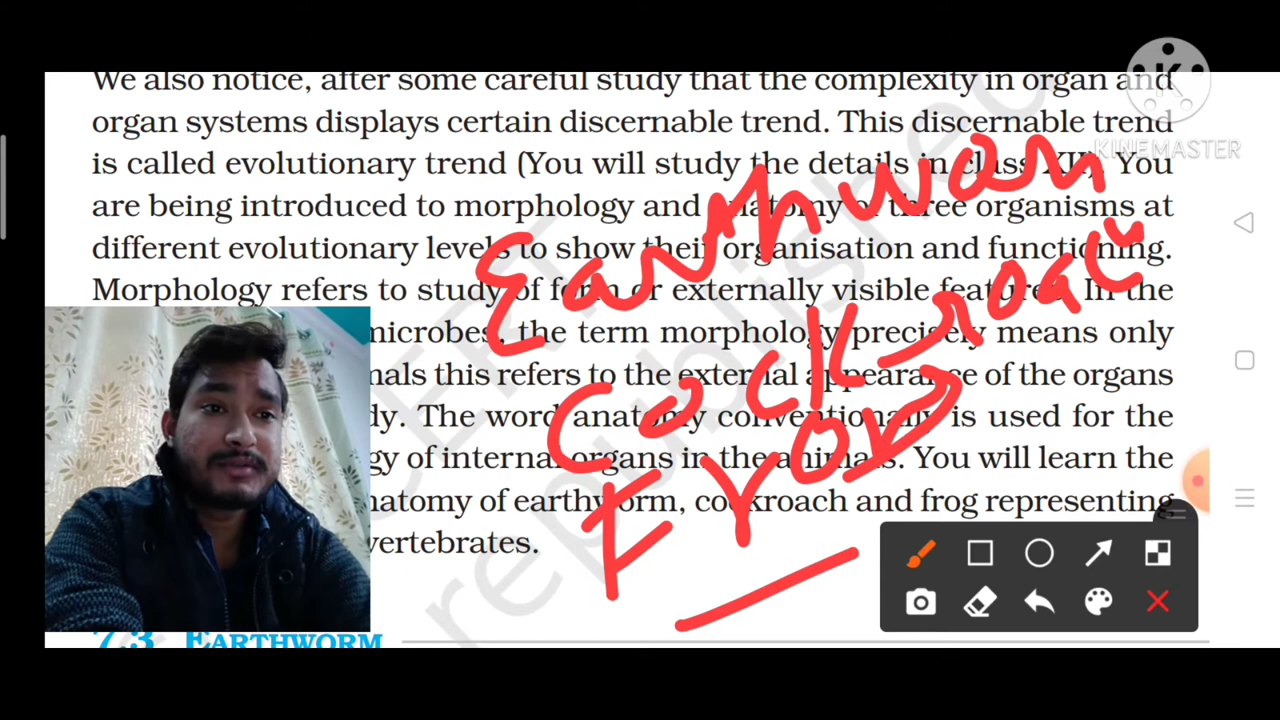 We also notice, after some careful study that the complexity in organ and
organ systems displays certain discernable trend. This discernable trend
is called evolutionary trend (You will study the details in class XII). You
are being introduced to morphology and anatomy of three organisms at
different evolutionary levels to show their organisation and functioning.
Morphology refers to study of form or externally visible features. In the
microbes, the term morphology precisely means only
mals this refers to the external appearance of the organs
dy. The word anatomy conventionally is used for the
gy of internal organs in the animals. You will learn the
natomy of earthworm, cockroach and frog representing
vertebrates.
7.3 EARTHWORM
Cockroac
KINEMASTER